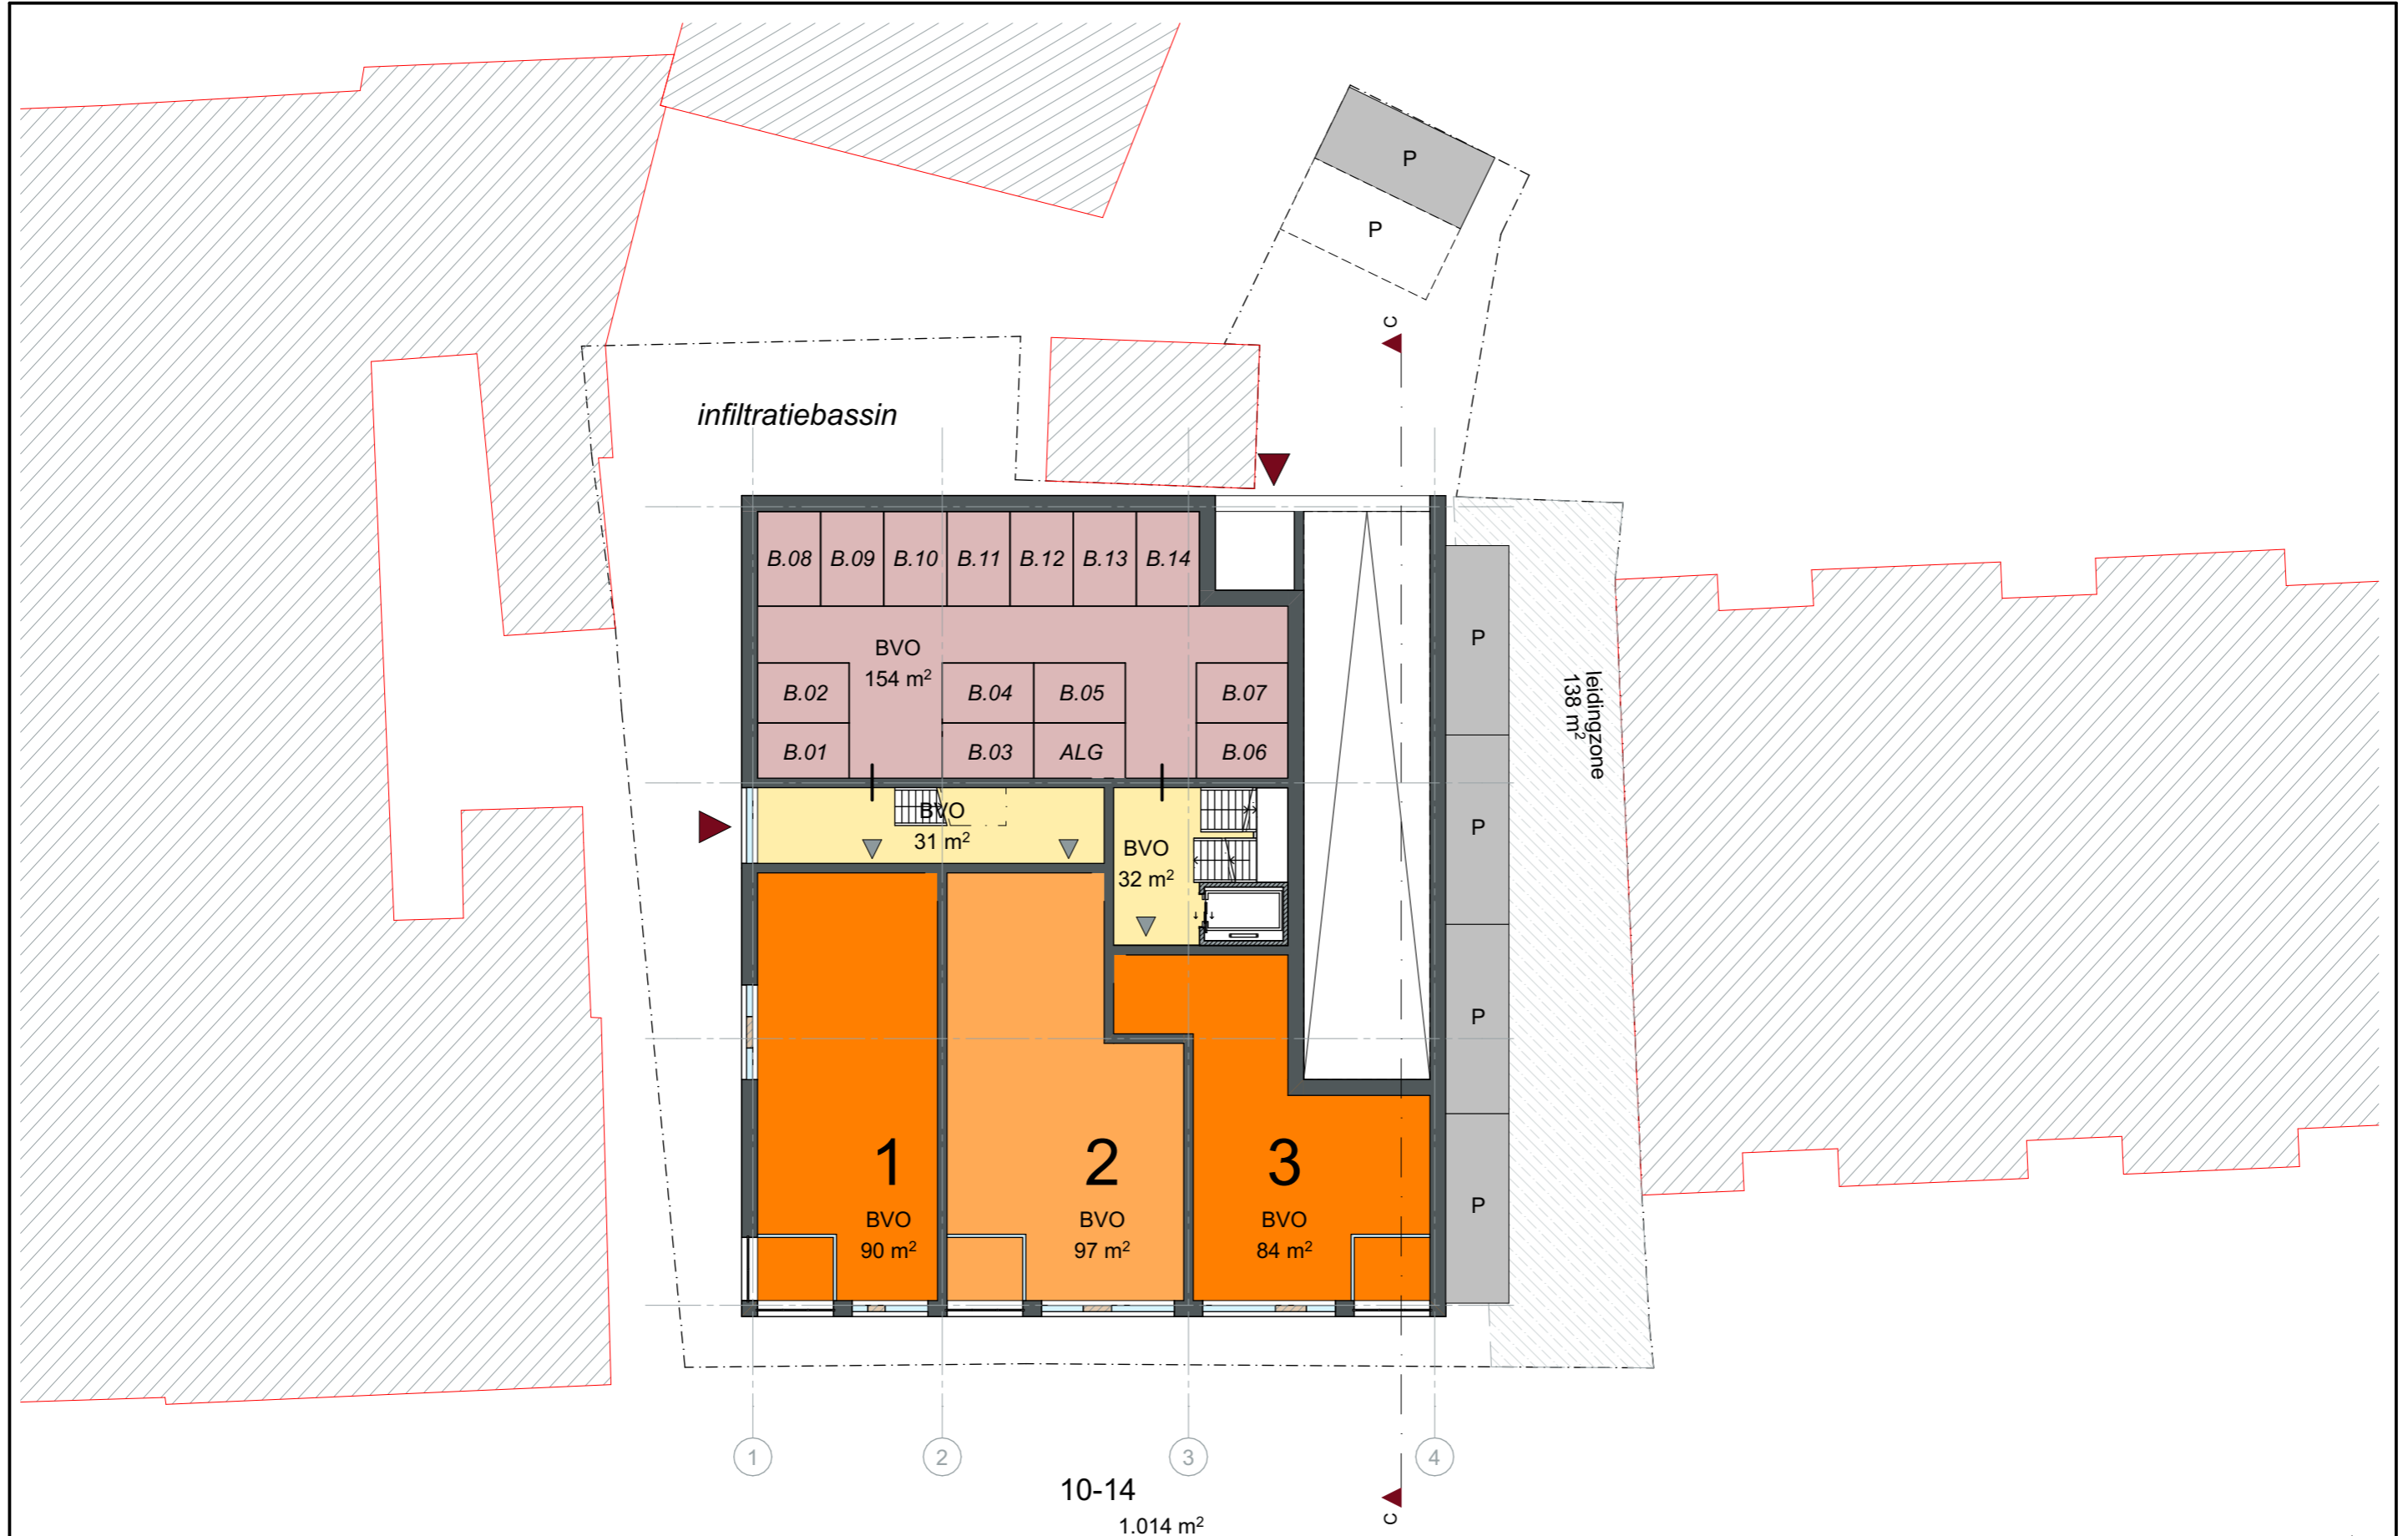 P
P
C
infiltratiebassin
B.08 B.09 B.10 B.11 B.12 B.13 B.14
BVO
154 m²
B.02 B.04 B.05 B.07
B.01 B.03 ALG B.06
P
leidingzone
138 m²
BVO
31 m²
BVO
32 m²
P
P
1 2 3
BVO BVO BVO
90 m² 97 m² 84 m²
P
1 2 3 4
10-14
1.014 m²
C